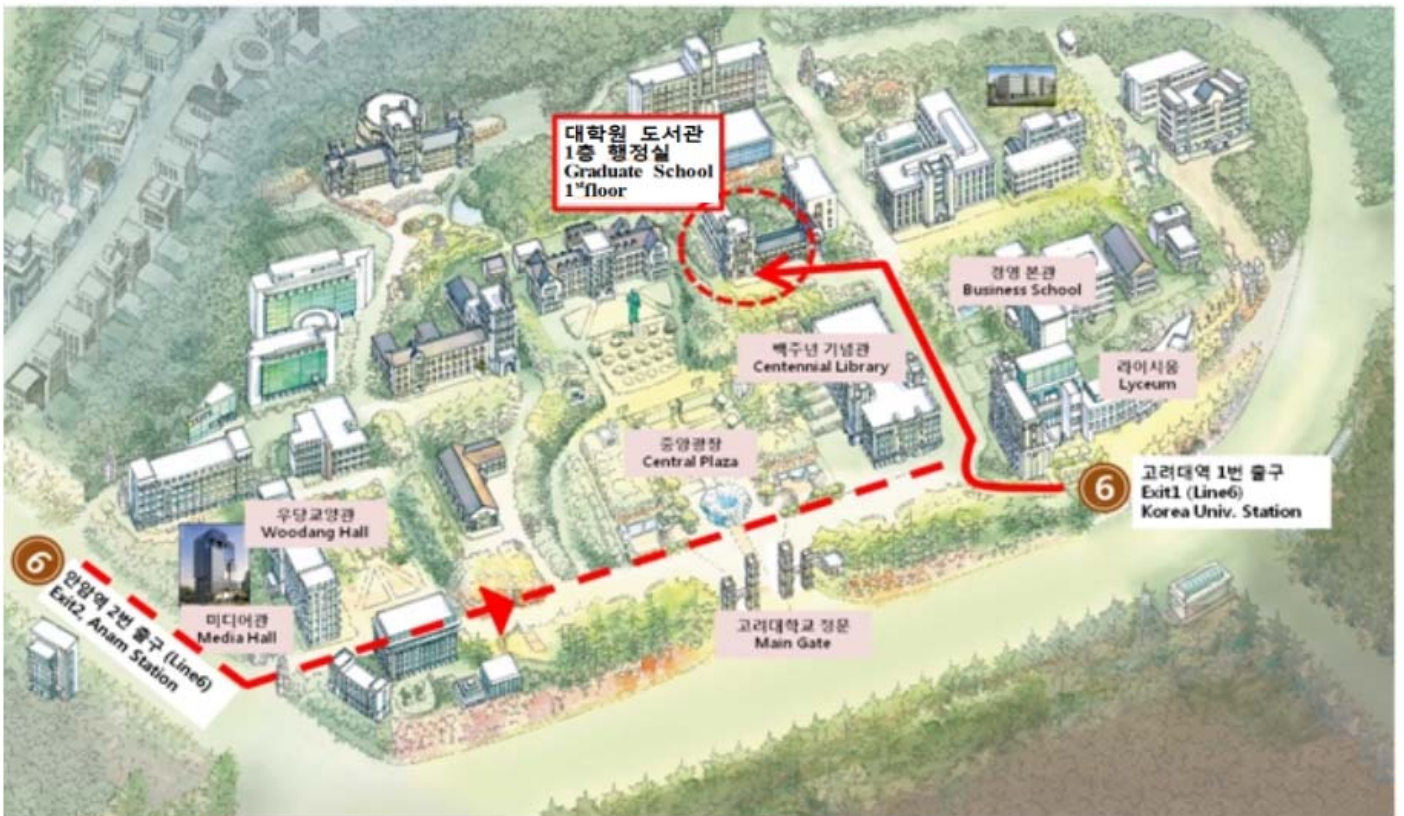 대학원 도서관
1층 행정실
Graduate School
1st floor
경영 본관
Business School
백주년 기념관
Centennial Library
라이시움
Lyceum
중앙광장
Central Plaza
6
고려대역 1번 출구
Exit1 (Line6)
Korea Univ. Station
우당교양관
Woodang Hall
6
안암역 2번 출구 (Line6)
Exit2, Anam Station
미디어관
Media Hall
고려대학교 정문
Main Gate